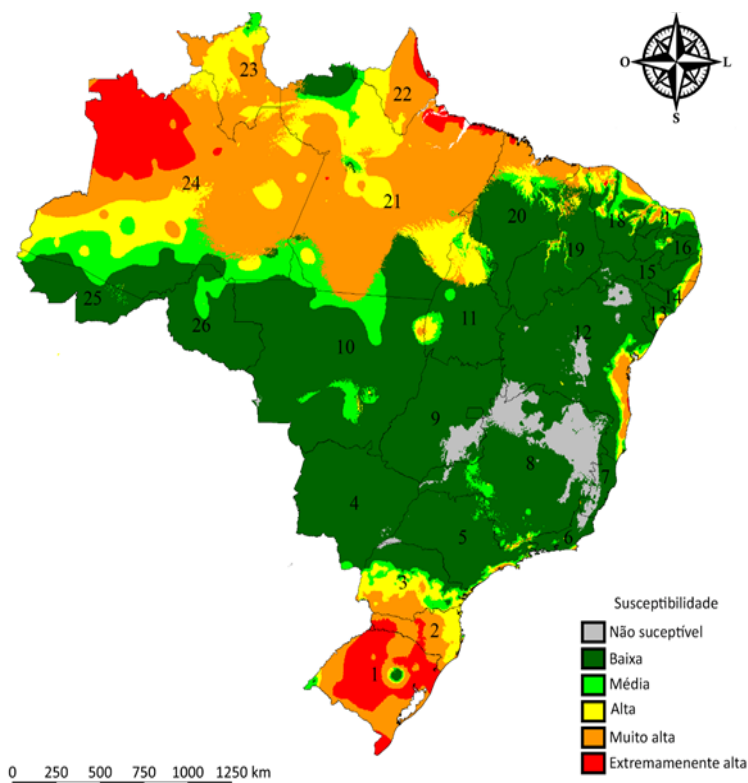 23
22
O
L
S
24
21
20
18
17
19
16
15
14
13
25
26
11
12
10
9
8
7
4
5
6
3
2
1
Susceptibilidade
Não suceptível
Baixa
Média
Alta
Muito alta
Extremamenente alta
0 250 500 750 1000 1250 km